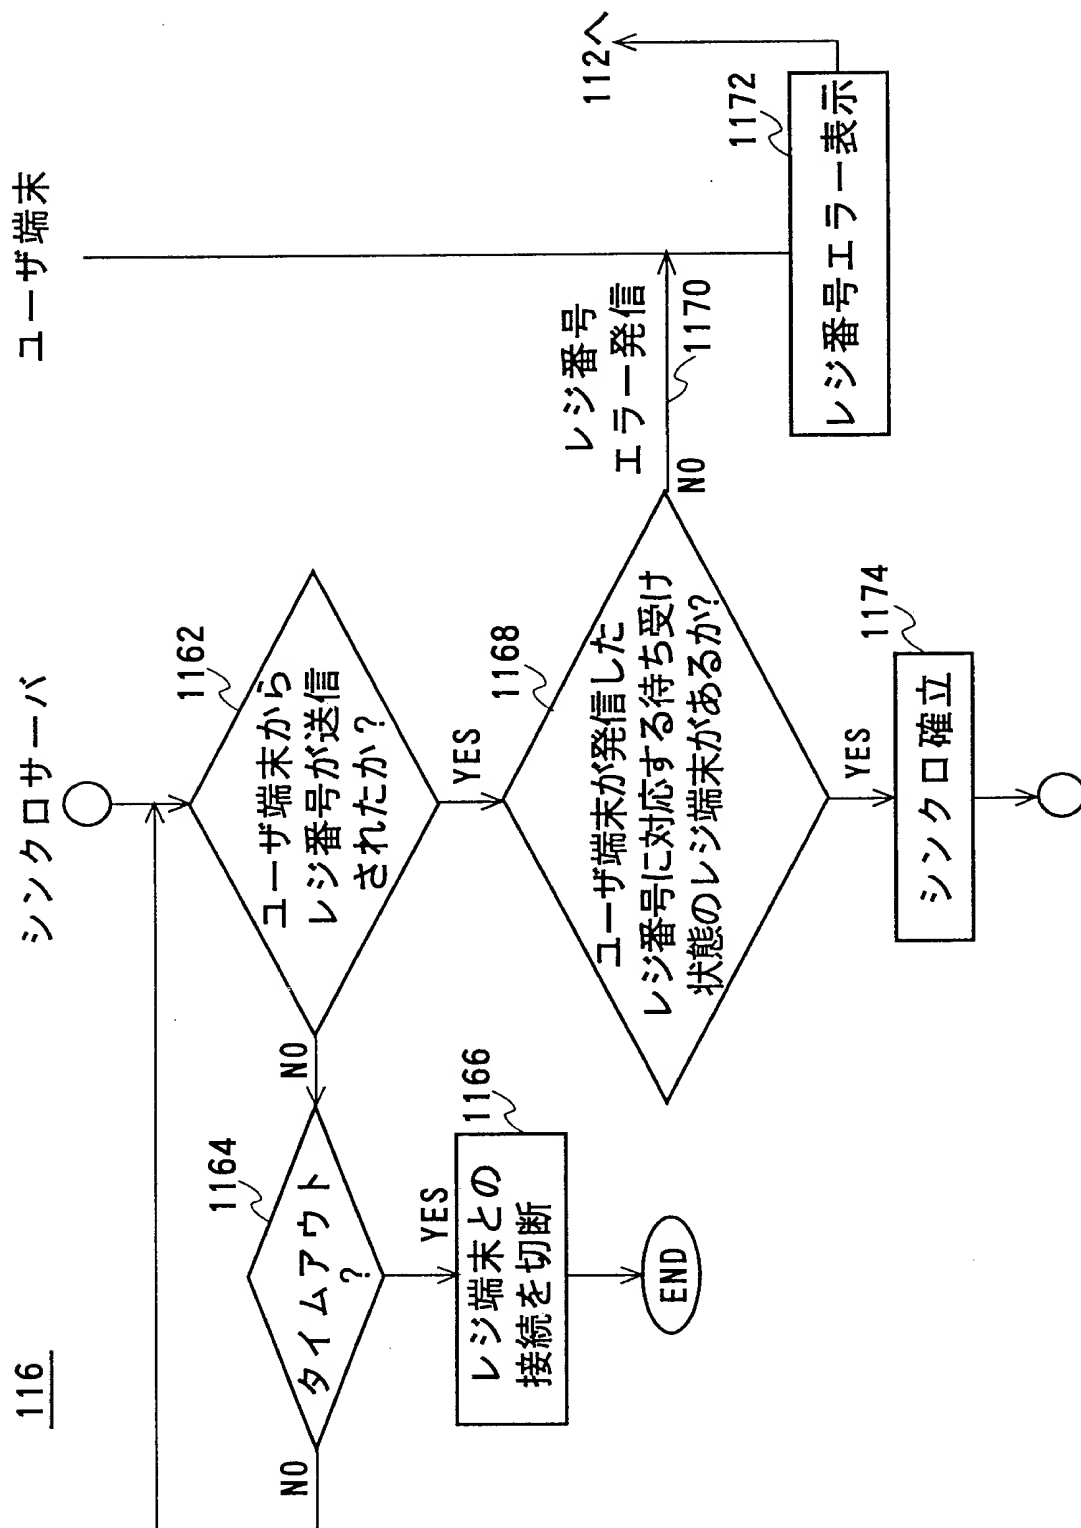 116
シンクロサーバ
ユーザ端末
1162
ユーザ端末から
レジ番号が送信
されたか？
NO
YES
1164
タイムアウト
？
NO
YES
1166
レジ端末との
接続を切断
END
1168
ユーザ端末が発信した
レジ番号に対応する待ち受け
状態のレジ端末があるか？
NO
YES
レジ番号
エラー発信
1170
1172
レジ番号エラー表示
112へ
1174
シンクロ確立